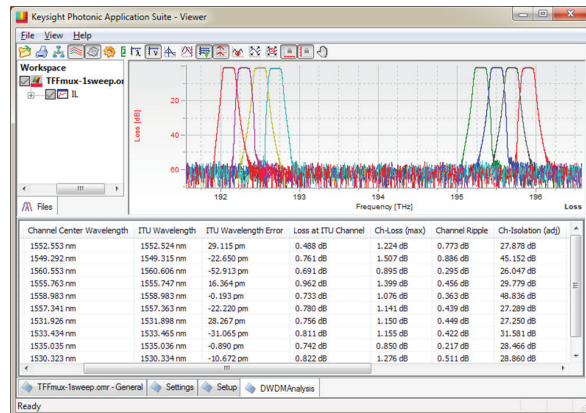 Keysight Photonic Application Suite - Viewer
File View Help
Workspace
TFFmux-1sweep.omr
IL
Files
Loss [dB]
20
40
60
192 193 194 195 196
Frequency [THz]
Loss
Channel Center Wavelength ITU Wavelength ITU Wavelength Error Loss at ITU Channel Ch-Loss (max) Channel Ripple Ch-Isolation (adj)
1552.553 nm 1552.524 nm 29.115 pm 0.488 dB 1.224 dB 0.773 dB 27.878 dB
1549.292 nm 1549.315 nm -22.650 pm 0.761 dB 1.507 dB 0.886 dB 45.152 dB
1560.553 nm 1560.606 nm -52.913 pm 0.691 dB 0.895 dB 0.295 dB 26.047 dB
1555.763 nm 1555.747 nm 16.364 pm 0.962 dB 1.399 dB 0.456 dB 29.779 dB
1558.983 nm 1558.983 nm -0.193 pm 0.733 dB 1.076 dB 0.363 dB 48.836 dB
1557.341 nm 1557.363 nm -22.220 pm 0.780 dB 1.141 dB 0.439 dB 27.289 dB
1531.926 nm 1531.898 nm 28.267 pm 0.756 dB 1.150 dB 0.449 dB 27.250 dB
1533.434 nm 1533.465 nm -31.065 pm 0.811 dB 1.155 dB 0.422 dB 31.581 dB
1535.035 nm 1535.036 nm -0.890 pm 0.742 dB 0.850 dB 0.217 dB 28.466 dB
1530.323 nm 1530.334 nm -10.672 pm 0.822 dB 1.276 dB 0.511 dB 28.860 dB
TFFmux-1sweep.omr - General Settings Setup DWDMAnalysis
Ready